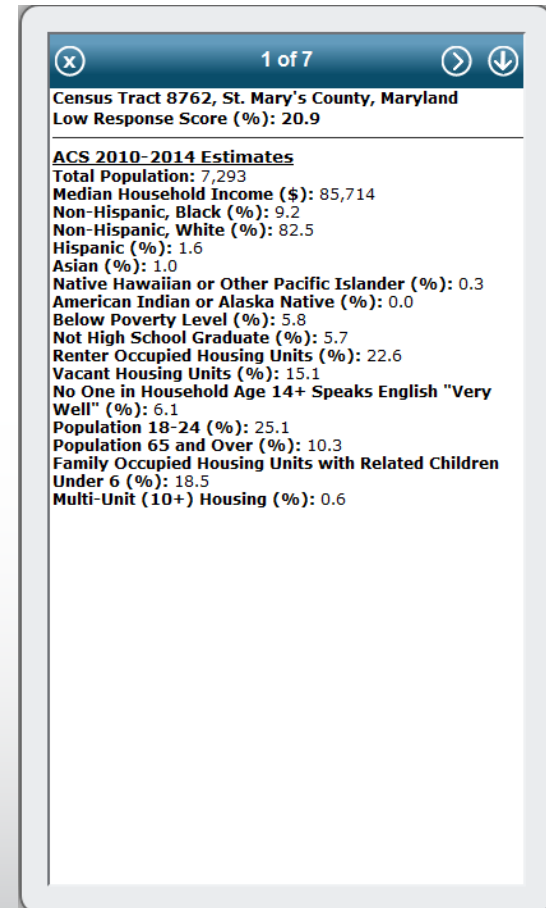 x
1 of 7
Census Tract 8762, St. Mary's County, Maryland
Low Response Score (%): 20.9
ACS 2010-2014 Estimates
Total Population: 7,293
Median Household Income ($): 85,714
Non-Hispanic, Black (%): 9.2
Non-Hispanic, White (%): 82.5
Hispanic (%): 1.6
Asian (%): 1.0
Native Hawaiian or Other Pacific Islander (%): 0.3
American Indian or Alaska Native (%): 0.0
Below Poverty Level (%): 5.8
Not High School Graduate (%): 5.7
Renter Occupied Housing Units (%): 22.6
Vacant Housing Units (%): 15.1
No One in Household Age 14+ Speaks English "Very
Well" (%): 6.1
Population 18-24 (%): 25.1
Population 65 and Over (%): 10.3
Family Occupied Housing Units with Related Children
Under 6 (%): 18.5
Multi-Unit (10+) Housing (%): 0.6